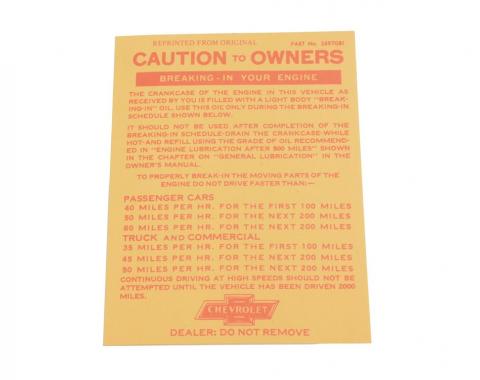 REPRINTED FROM ORIGINAL PART No. 3697081
CAUTION TO OWNERS
BREAKING-IN YOUR ENGINE
THE CRANKCASE OF THE ENGINE IN THIS VEHICLE AS
RECEIVED BY YOU IS FILLED WITH A LIGHT BODY "BREAK-
ING-IN" OIL. USE THIS OIL ONLY DURING THE BREAKING-IN
SCHEDULE SHOWN BELOW.
IT SHOULD NOT BE USED AFTER COMPLETION OF THE
BREAKING-IN SCHEDULE-DRAIN THE CRANKCASE-WHILE
HOT-AND REFILL USING THE GRADE OF OIL RECOMMEND-
ED IN "ENGINE LUBRICATION AFTER 500 MILES" SHOWN
IN THE CHAPTER ON "GENERAL LUBRICATION" IN THE
OWNER'S MANUAL.
TO PROPERLY BREAK-IN THE MOVING PARTS OF THE
ENGINE DO NOT DRIVE FASTER THAN:—
PASSENGER CARS
40 MILES PER HR. FOR THE FIRST 100 MILES
50 MILES PER HR. FOR THE NEXT 200 MILES
60 MILES PER HR. FOR THE NEXT 200 MILES
TRUCK AND COMMERCIAL
35 MILES PER HR. FOR THE FIRST 100 MILES
45 MILES PER HR. FOR THE NEXT 200 MILES
50 MILES PER HR. FOR THE NEXT 200 MILES
CONTINUOUS DRIVING AT HIGH SPEEDS SHOULD NOT BE
ATTEMPTED UNTIL THE VEHICLE HAS BEEN DRIVEN 2000
MILES.
CHEVROLET
DEALER: DO NOT REMOVE